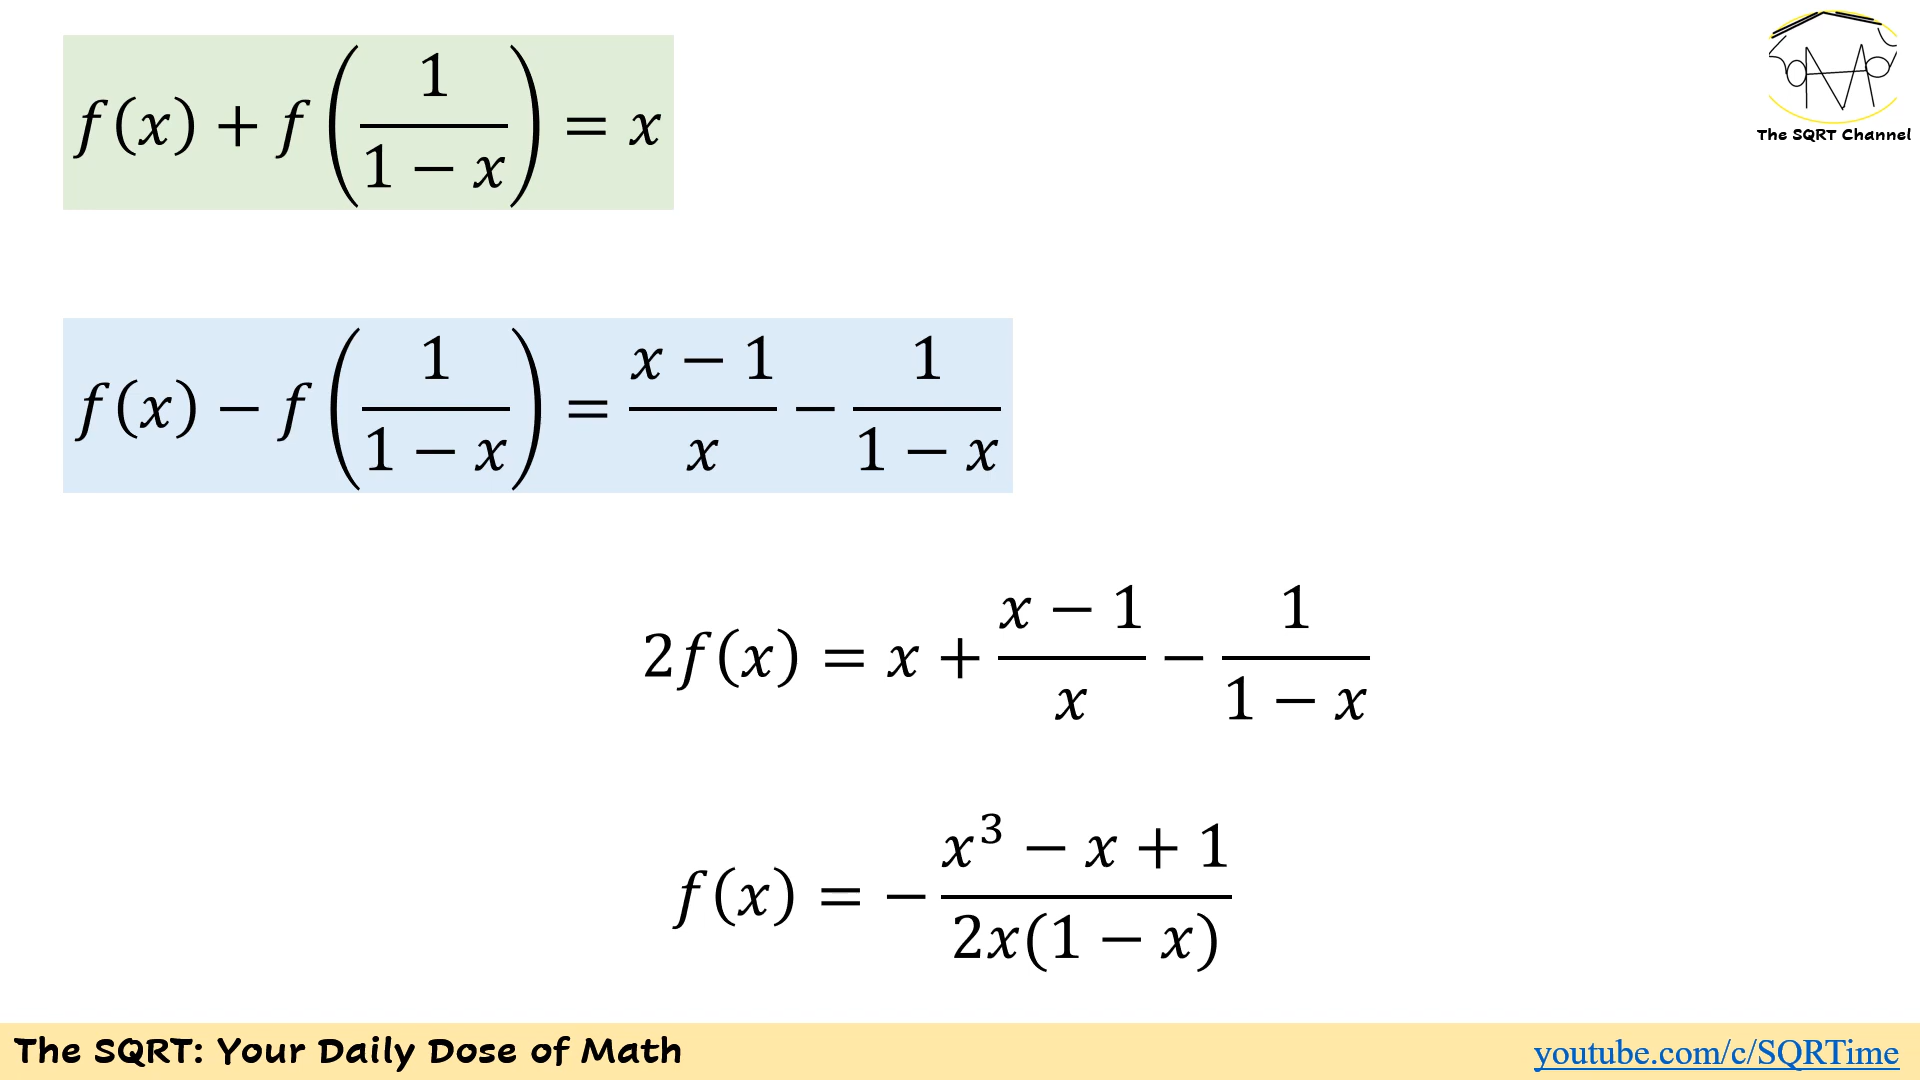 The SQRT Channel
f(x) + f(1/(1 − x)) = x
f(x) − f(1/(1 − x)) = (x − 1)/x − 1/(1 − x)
2f(x) = x + (x − 1)/x − 1/(1 − x)
f(x) = − (x³ − x + 1)/(2x(1 − x))
The SQRT: Your Daily Dose of Math
youtube.com/c/SQRTime